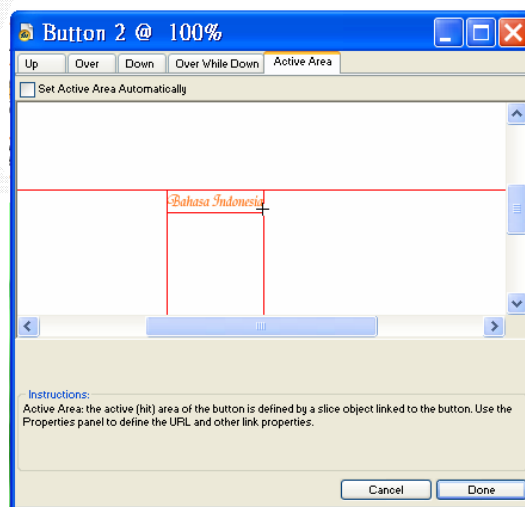 Button 2 @ 100%
Up Over Down Over While Down Active Area
Set Active Area Automatically
Bahasa Indonesia
Instructions:
Active Area: the active (hit) area of the button is defined by a slice object linked to the button. Use the
Properties panel to define the URL and other link properties.
Cancel Done